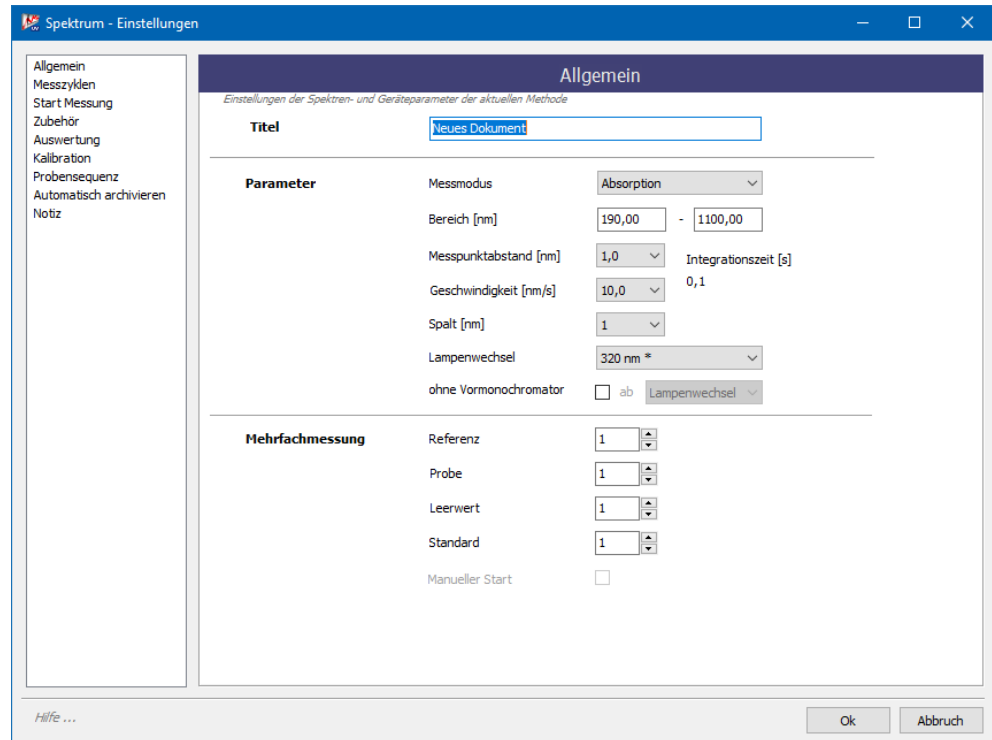 Spektrum - Einstellungen
Allgemein
Messzyklen
Start Messung
Zubehör
Auswertung
Kalibration
Probensequenz
Automatisch archivieren
Notiz
Allgemein
Einstellungen der Spektren- und Geräteparameter der aktuellen Methode
Titel Neues Dokument
Parameter Messmodus Absorption
Bereich [nm] 190,00 - 1100,00
Messpunktabstand [nm] 1,0 Integrationszeit [s]
Geschwindigkeit [nm/s] 10,0 0,1
Spalt [nm] 1
Lampenwechsel 320 nm *
ohne Vormonochromator ab Lampenwechsel
Mehrfachmessung Referenz 1
Probe 1
Leerwert 1
Standard 1
Manueller Start
Hilfe ... Ok Abbruch